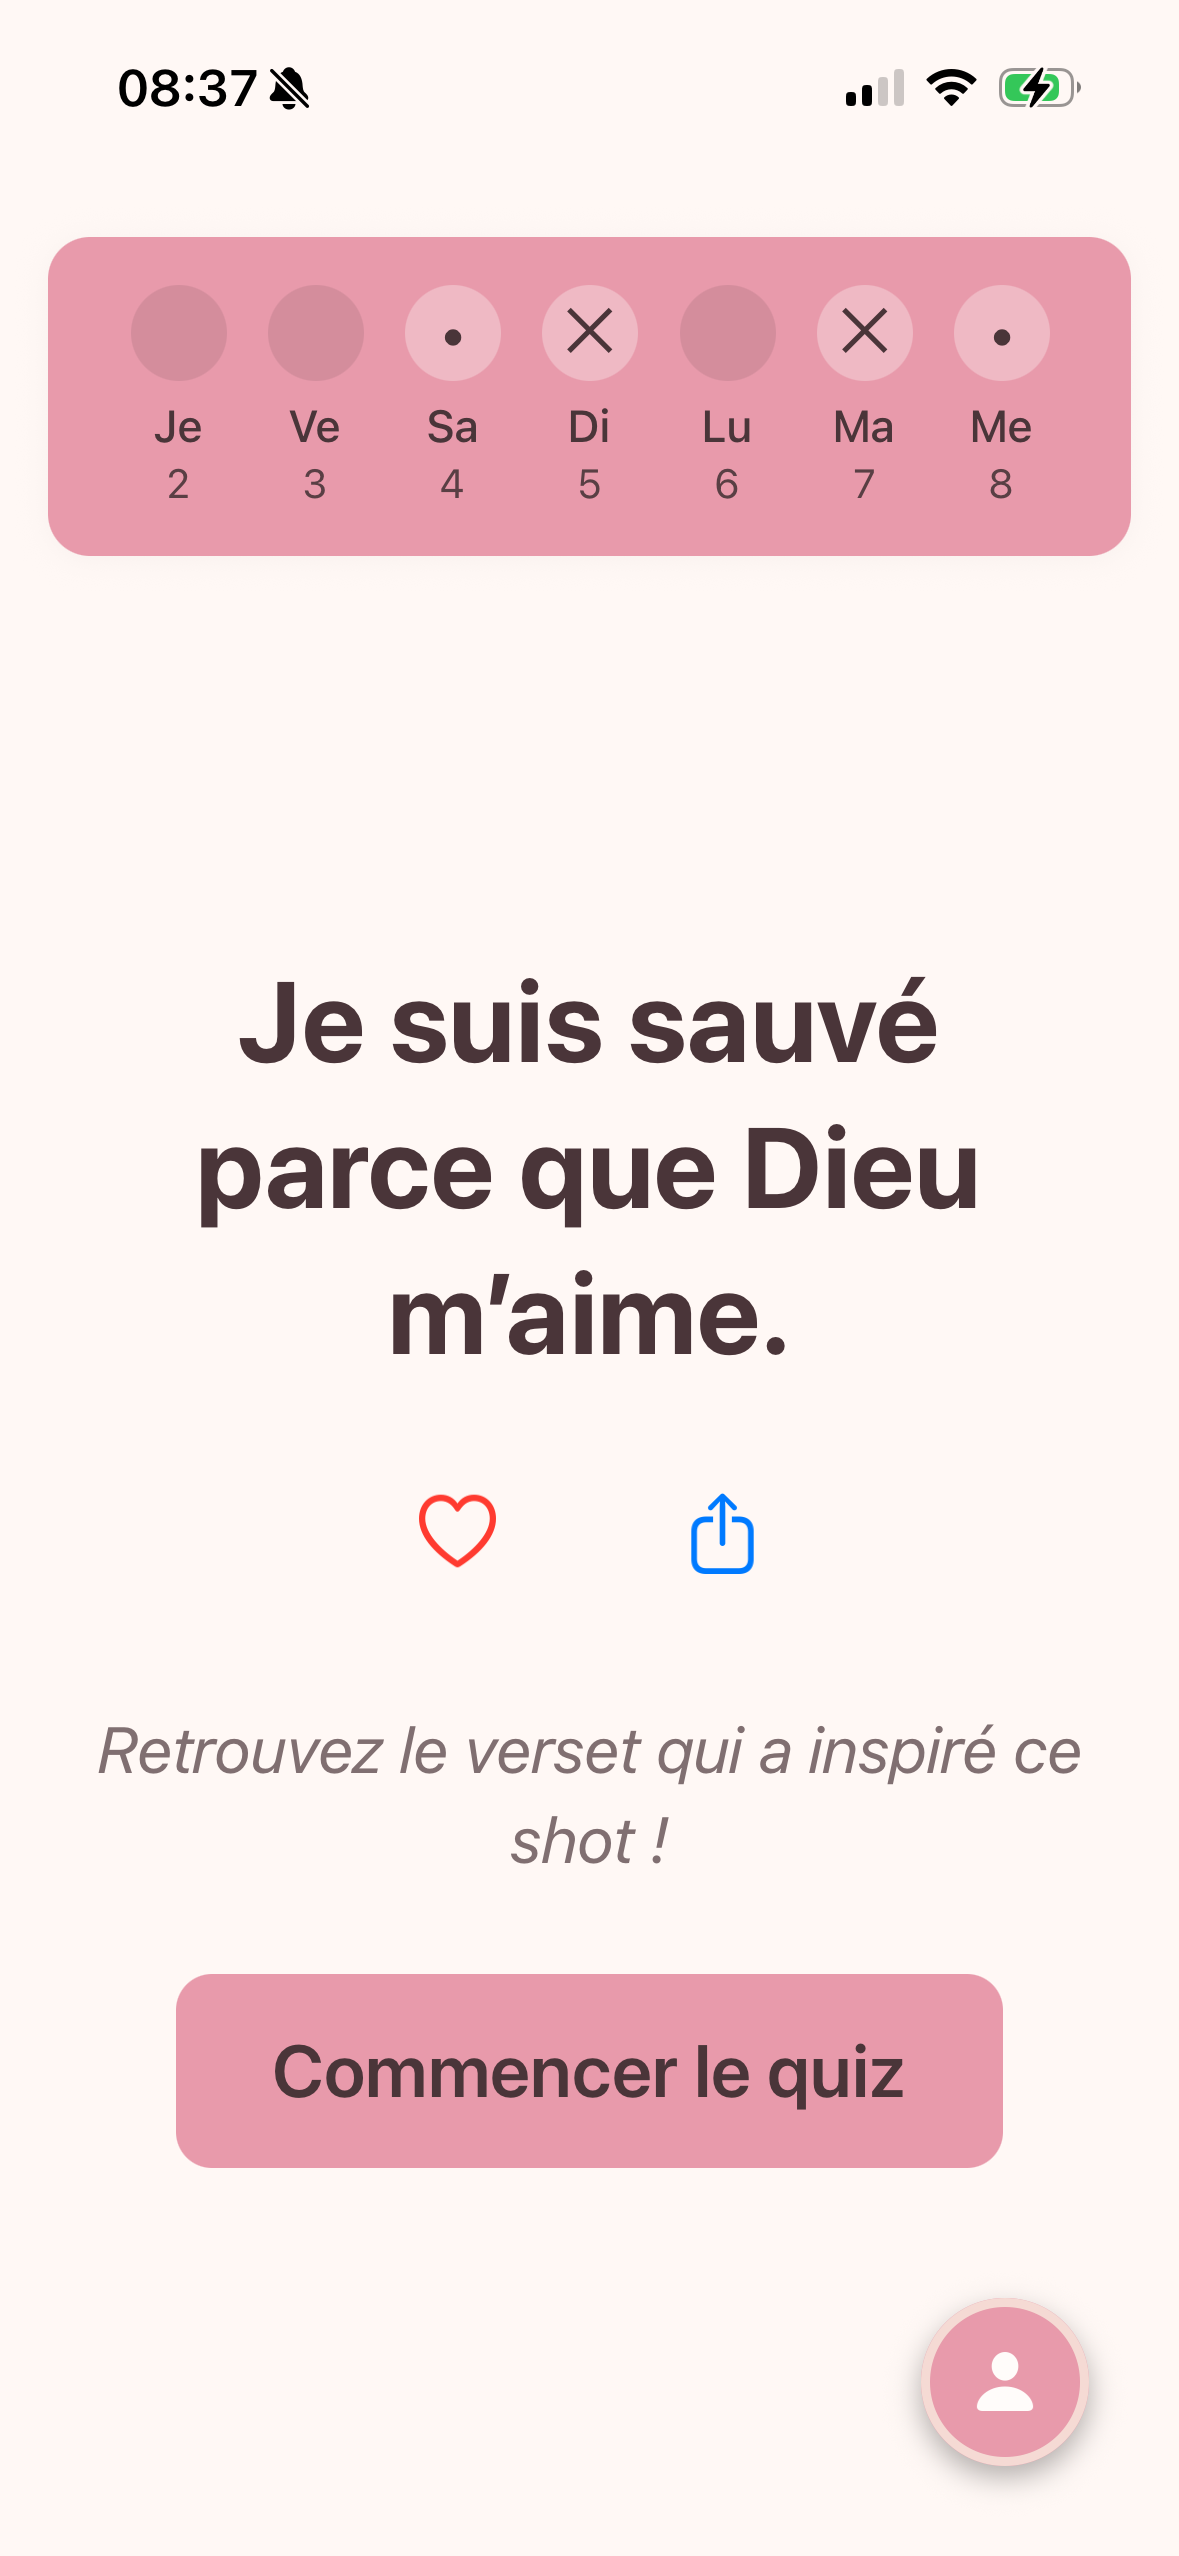 08:37
Je Ve Sa Di Lu Ma Me
2 3 4 5 6 7 8
Je suis sauvé
parce que Dieu
m’aime.
Retrouvez le verset qui a inspiré ce
shot !
Commencer le quiz